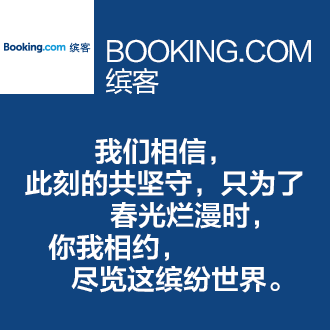 Booking.com 缤客
BOOKING.COM
缤客
我们相信，
此刻的共坚守，只为了
春光烂漫时，
你我相约，
尽览这缤纷世界。